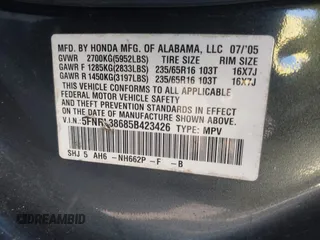 MFD. BY HONDA MFG. OF ALABAMA, LLC 07/'05
GVWR 2700KG(5952LBS) TIRE SIZE RIM SIZE
GAWR F 1285KG(2833LBS) 235/65R16 103T 16X7J
GAWR R 1450KG(3197LBS) 235/65R16 103T 16X7J
THIS VEHICLE CONFORMS TO ALL APPLICABLE FEDERAL MOTOR
VEHICLE SAFETY AND THEFT PREVENTION STANDARDS IN EFFECT
ON THE DATE OF MANUFACTURE SHOWN ABOVE.
V.I.N.: 5FNRL38685B423426 TYPE: MPV
SHJ 5 AH6 -NH662P -F -B
DREAMBID